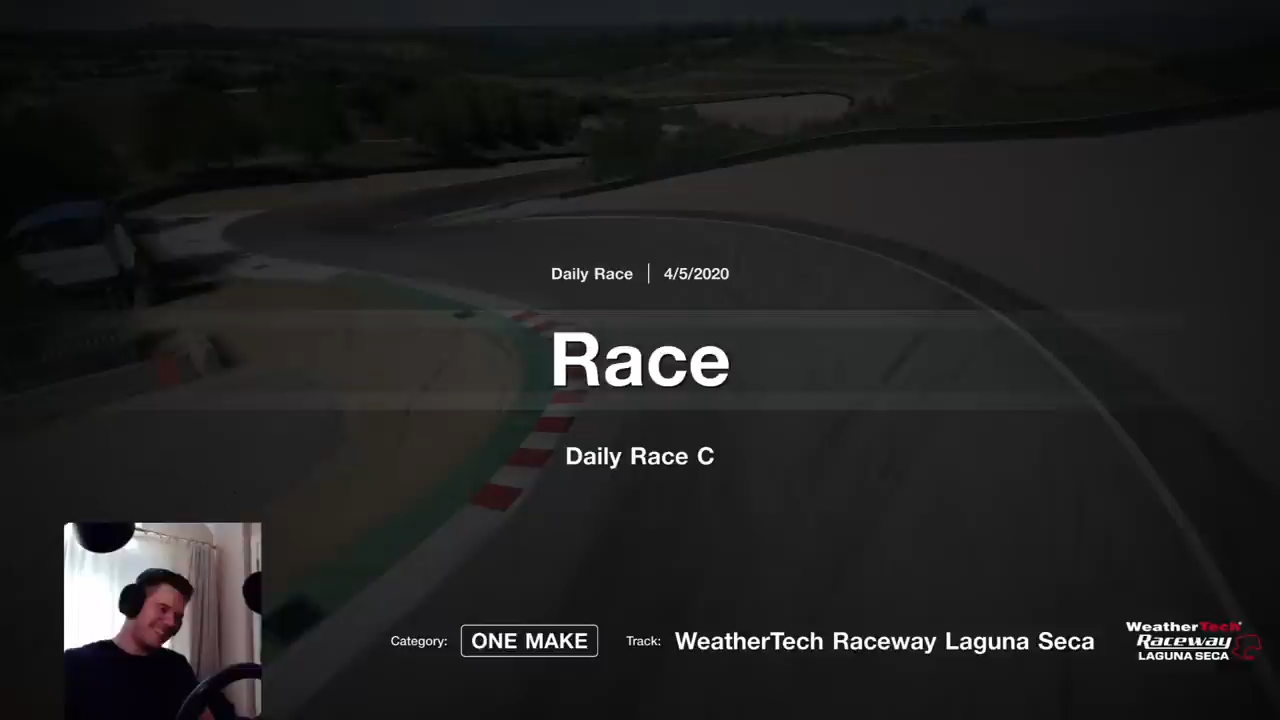 Daily Race | 4/5/2020
Race
Daily Race C
Category: ONE MAKE Track: WeatherTech Raceway Laguna Seca
WeatherTech
Raceway
LAGUNA SECA